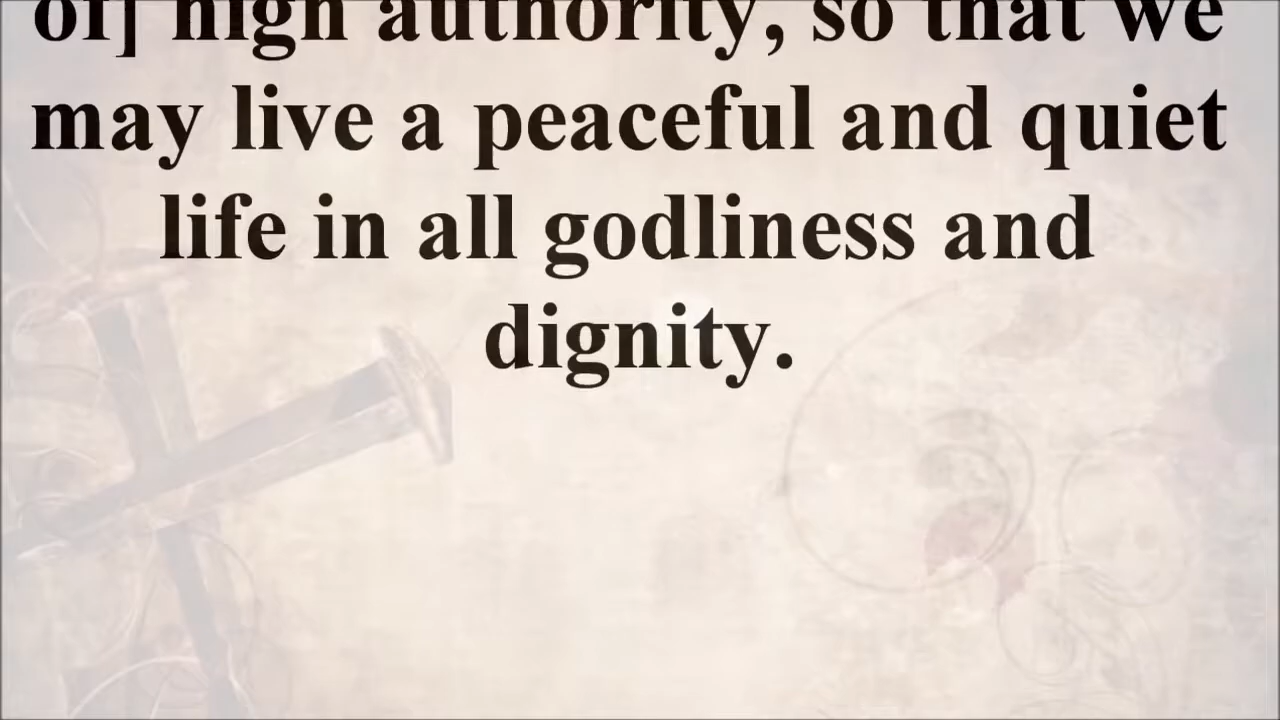 of] high authority, so that we
may live a peaceful and quiet
life in all godliness and
dignity.